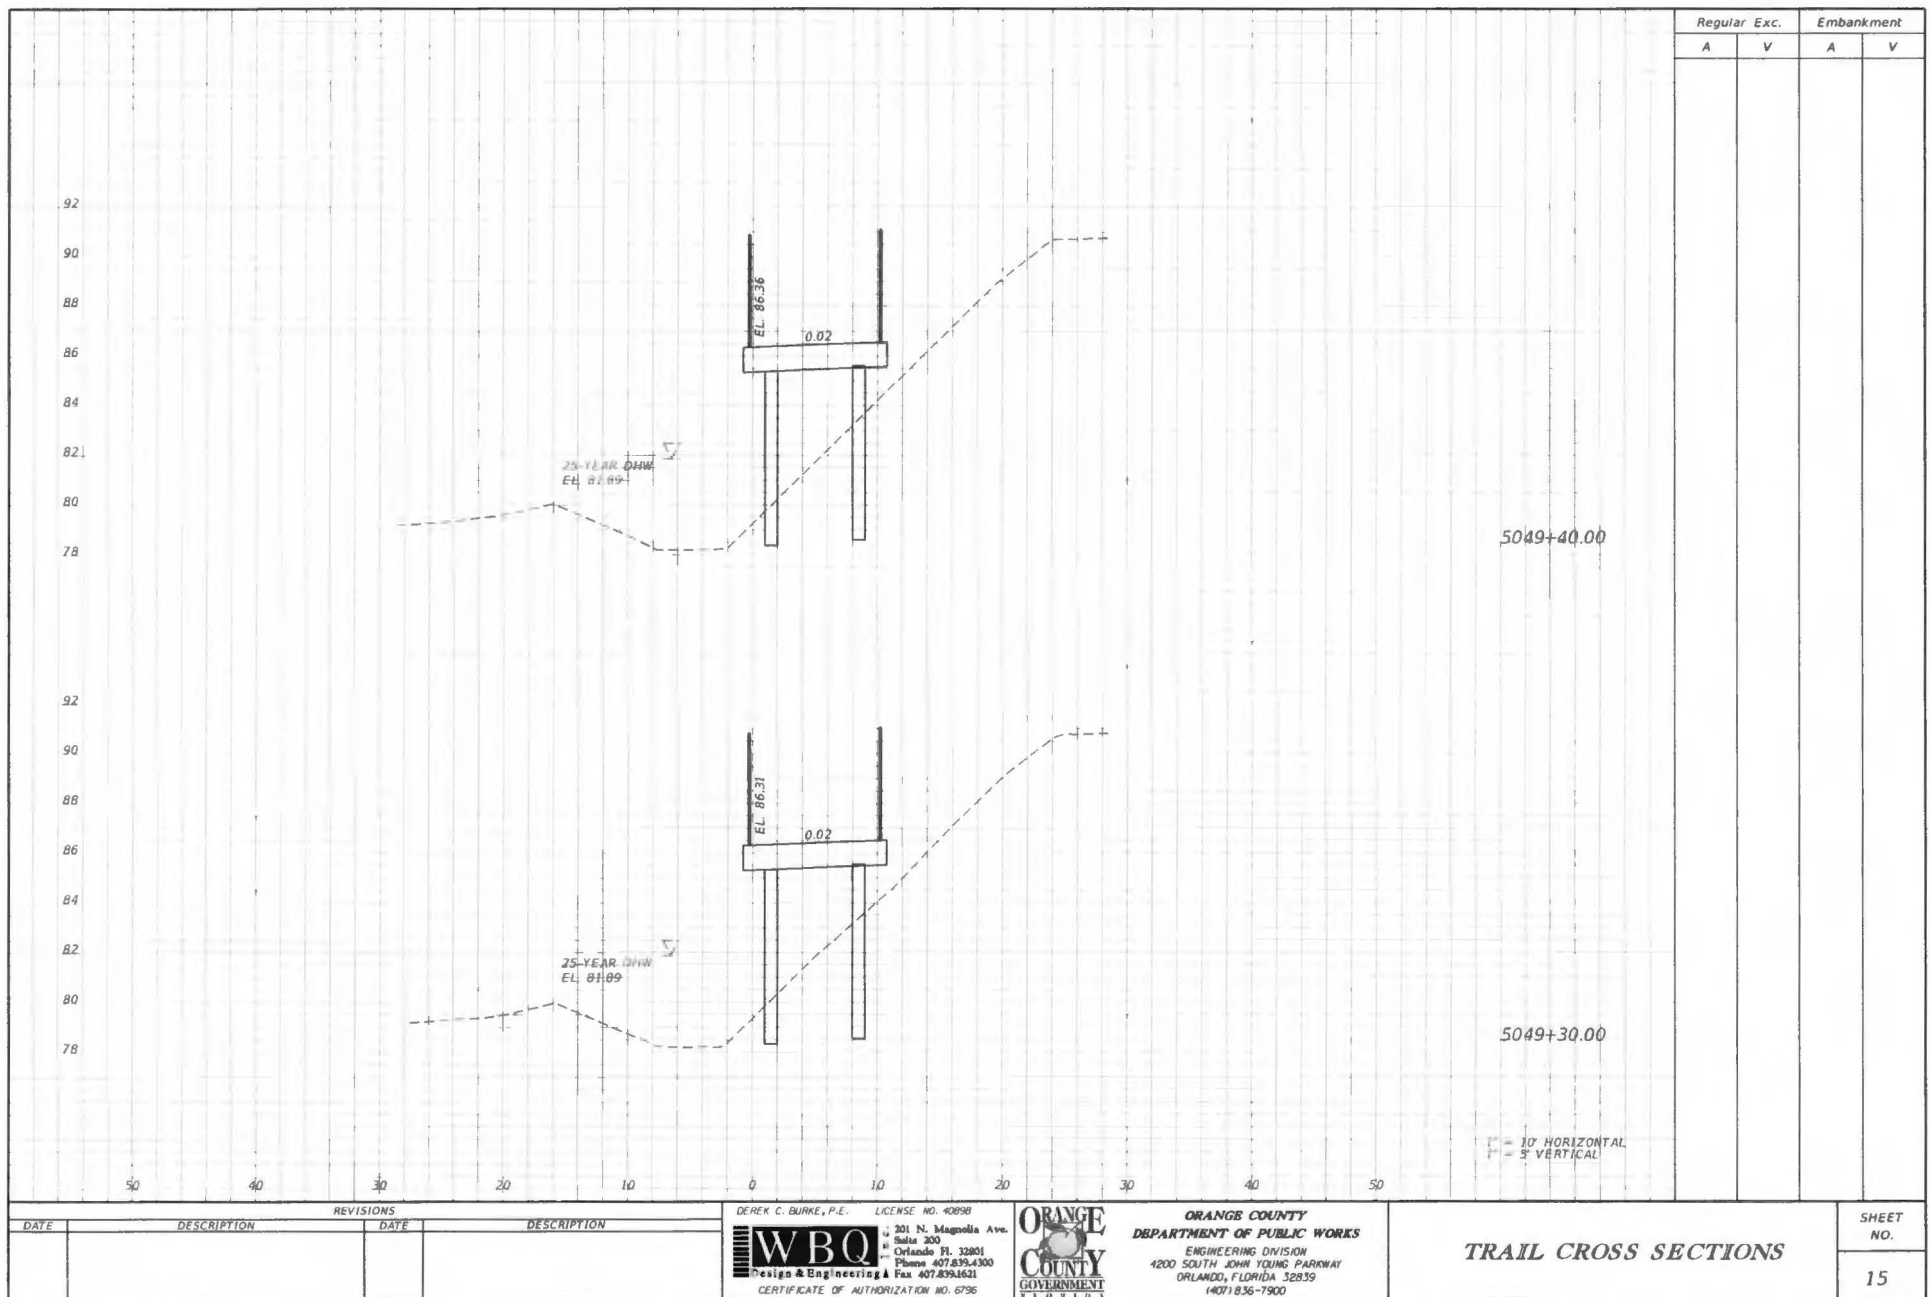 Regular Exc. Embankment
A V A V
92
90
88
86
84
82
80
78
EL. 86.36
0.02
25-YEAR DHW
EL 81.89
5049+40.00
92
90
88
86
84
82
80
78
EL. 86.31
0.02
25-YEAR DHW
EL 81.89
5049+30.00
1" = 10' HORIZONTAL
1" = 5' VERTICAL
50 40 30 20 10 0 10 20 30 40 50
REVISIONS
DATE DESCRIPTION DATE DESCRIPTION
DEREK C. BURKE, P.E. LICENSE NO. 40898
WBQ
Design & Engineering
201 N. Magnolia Ave.
Suite 200
Orlando Fl. 32801
Phone 407.839.4300
Fax 407.839.1621
CERTIFICATE OF AUTHORIZATION NO. 6796
ORANGE
COUNTY
GOVERNMENT
FLORIDA
ORANGE COUNTY
DEPARTMENT OF PUBLIC WORKS
ENGINEERING DIVISION
4200 SOUTH JOHN YOUNG PARKWAY
ORLANDO, FLORIDA 32839
(407) 836-7900
TRAIL CROSS SECTIONS
SHEET
NO.
15